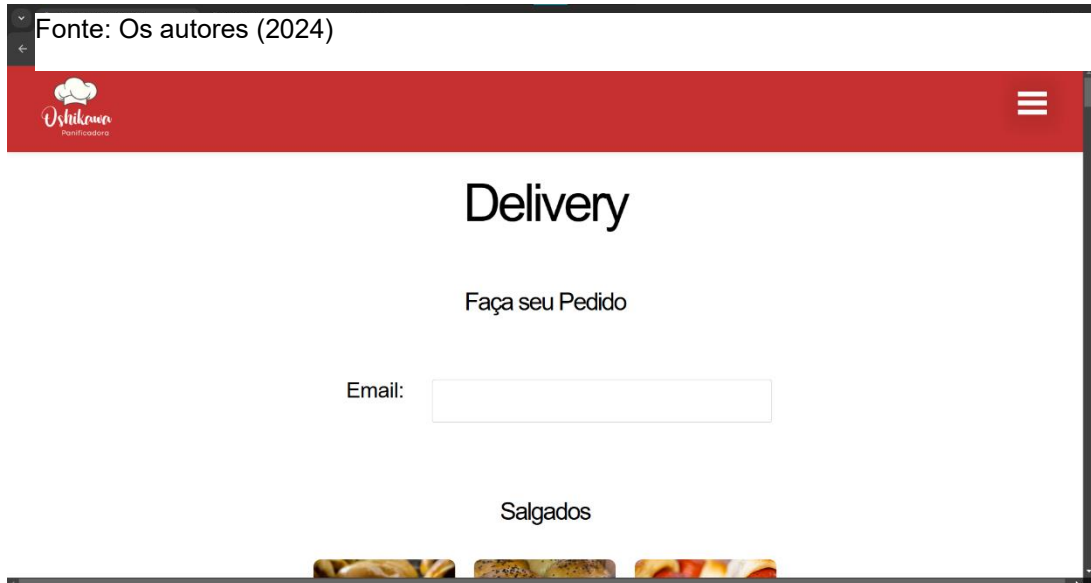 Fonte: Os autores (2024)
Oshikawa
Panificadora
Delivery
Faça seu Pedido
Email:
Salgados